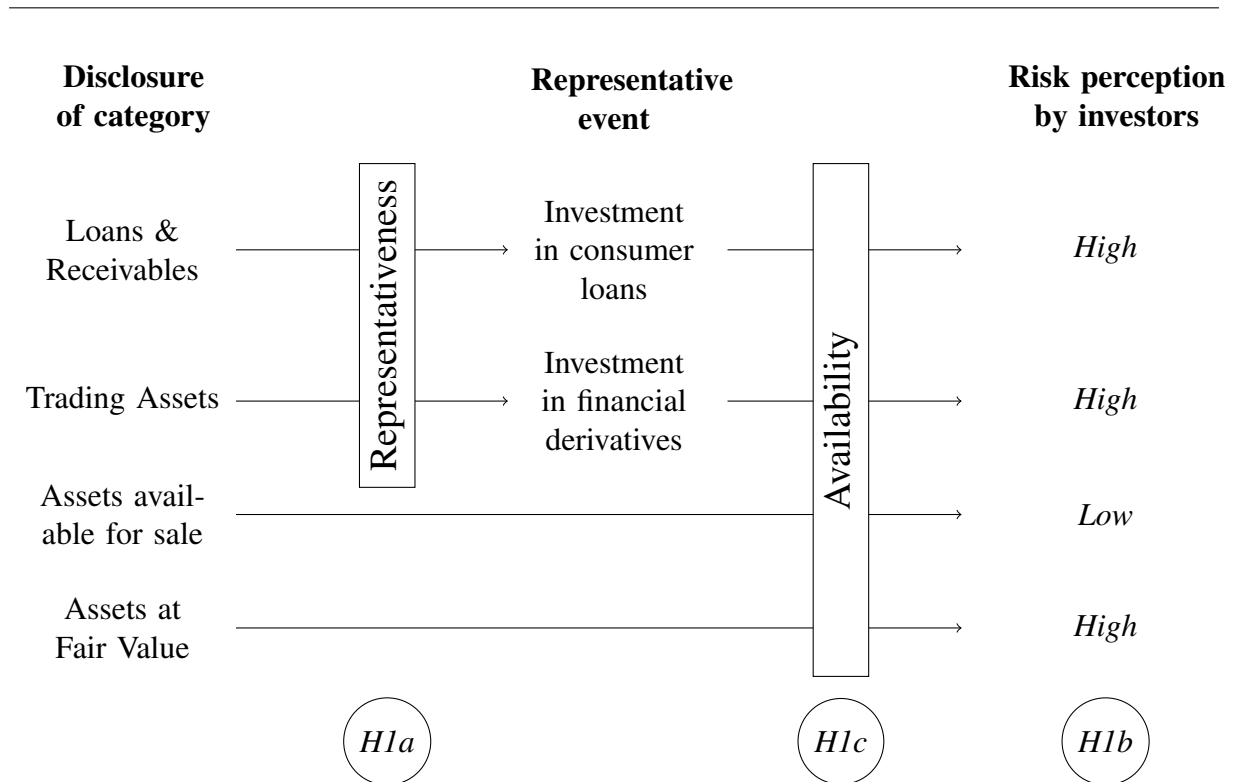 Disclosure
of category
Representative
event
Risk perception
by investors
Loans &
Receivables
Representativeness
Investment
in consumer
loans
Availability
High
Trading Assets
Investment
in financial
derivatives
High
Assets avail-
able for sale
Low
Assets at
Fair Value
High
H1a
H1c
H1b